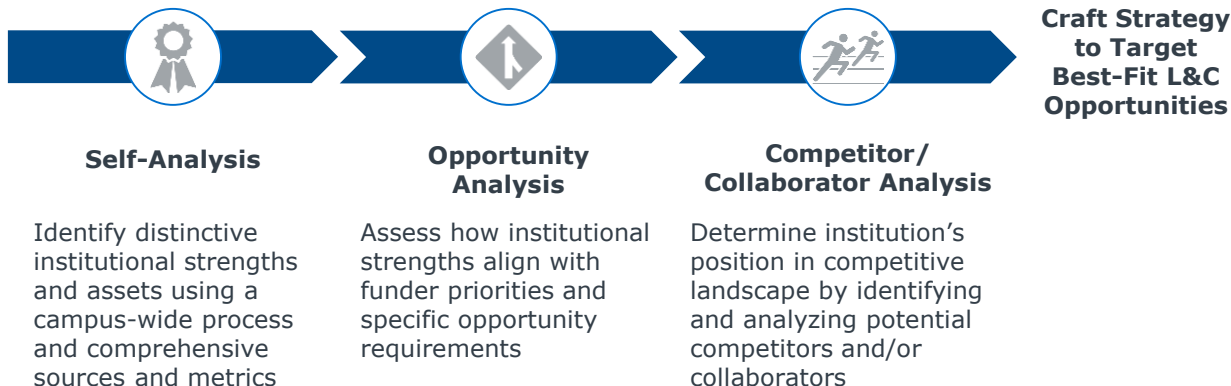 Craft Strategy
to Target
Best-Fit L&C
Opportunities
Self-Analysis
Identify distinctive
institutional strengths
and assets using a
campus-wide process
and comprehensive
sources and metrics
Opportunity
Analysis
Assess how institutional
strengths align with
funder priorities and
specific opportunity
requirements
Competitor/
Collaborator Analysis
Determine institution’s
position in competitive
landscape by identifying
and analyzing potential
competitors and/or
collaborators